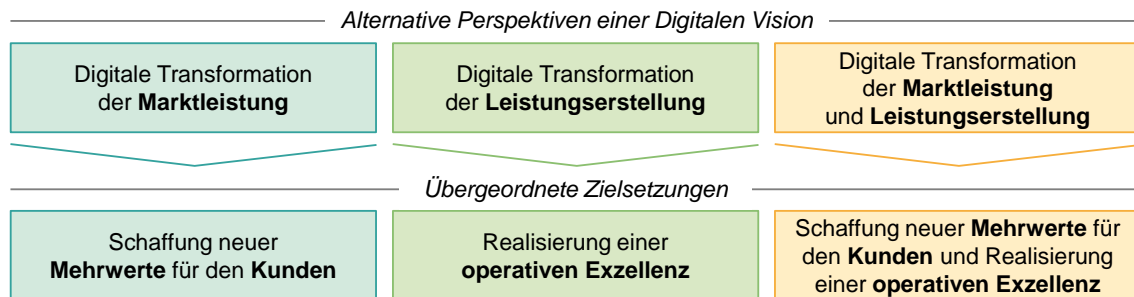 Alternative Perspektiven einer Digitalen Vision
Digitale Transformation
der Marktleistung
Digitale Transformation
der Leistungserstellung
Digitale Transformation
der Marktleistung
und Leistungserstellung
Übergeordnete Zielsetzungen
Schaffung neuer
Mehrwerte für den Kunden
Realisierung einer
operativen Exzellenz
Schaffung neuer Mehrwerte für
den Kunden und Realisierung
einer operativen Exzellenz